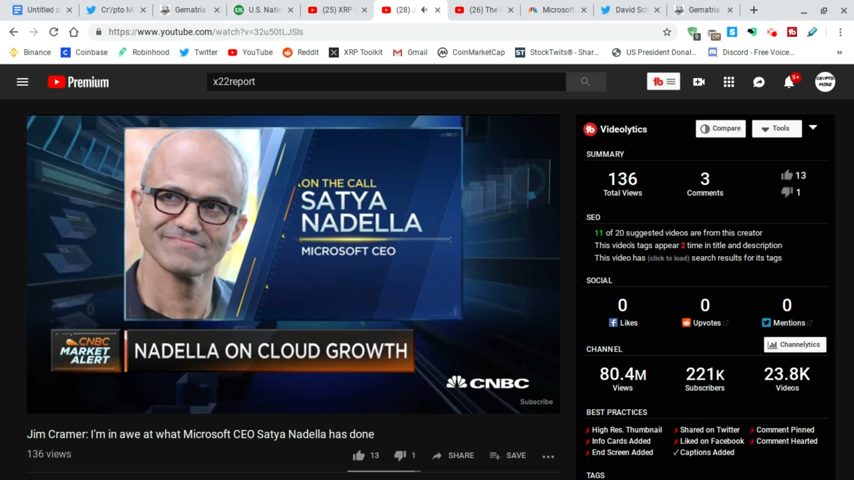 Untitled d
Cr/pto M
Gematria
U.S. Nati
(25) XRP
(28) J
(26) The
Microsof
David Sc
Gematria
https://www.youtube.com/watch?v=32u50tLJSIs
Off
Binance
Coinbase
Robinhood
Twitter
YouTube
Reddit
XRP Toolkit
Gmail
CoinMarketCap
StockTwits® - Shar...
US President Donal...
Discord - Free Voice...
Premium
x22report
9+
CRYPTO
MIKE
ON THE CALL
SATYA
NADELLA
MICROSOFT CEO
CNBC
MARKET
ALERT
NADELLA ON CLOUD GROWTH
CNBC
Subscribe
Jim Cramer: I'm in awe at what Microsoft CEO Satya Nadella has done
136 views
13
1
SHARE
SAVE
Videolytics
Compare
Tools
SUMMARY
136
Total Views
3
Comments
13
1
SEO
11 of 20 suggested videos are from this creator
This video's tags appear 2 time in title and description
This video has (click to load) search results for its tags
SOCIAL
0 0 0
Likes Upvotes Mentions
CHANNEL
Channelytics
80.4M 221K 23.8K
Views Subscribers Videos
BEST PRACTICES
✗ High Res. Thumbnail ✗ Shared on Twitter ✗ Comment Pinned
✗ Info Cards Added ✗ Liked on Facebook ✗ Comment Hearted
✗ End Screen Added ✓ Captions Added
TAGS